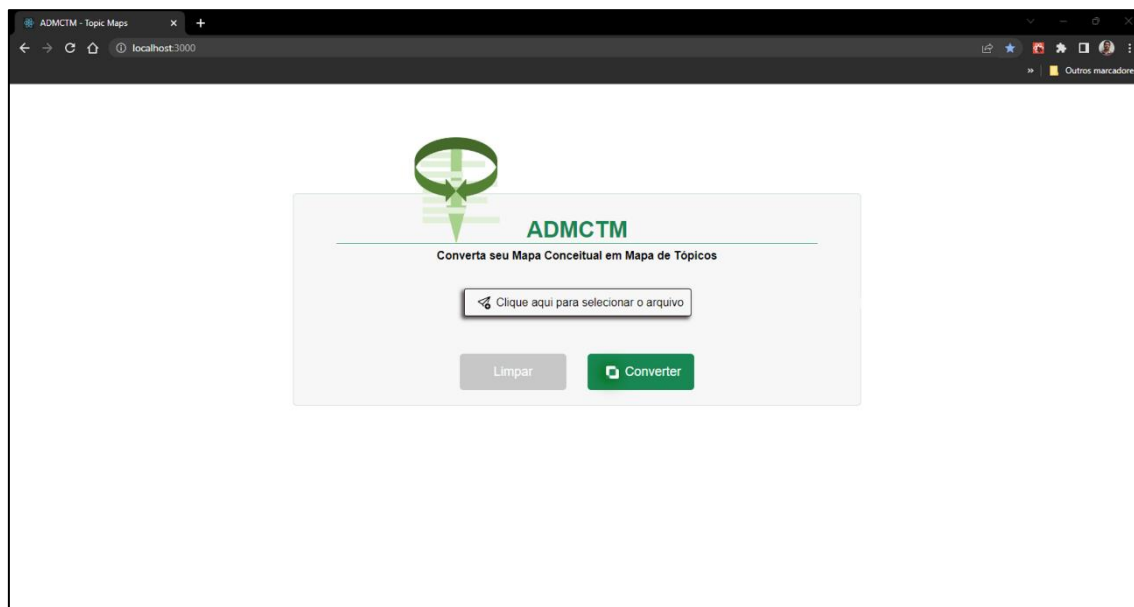 ADMCTM - Topic Maps
localhost:3000
Outros marcadore
ADMCTM
Converta seu Mapa Conceitual em Mapa de Tópicos
Clique aqui para selecionar o arquivo
Limpar
Converter